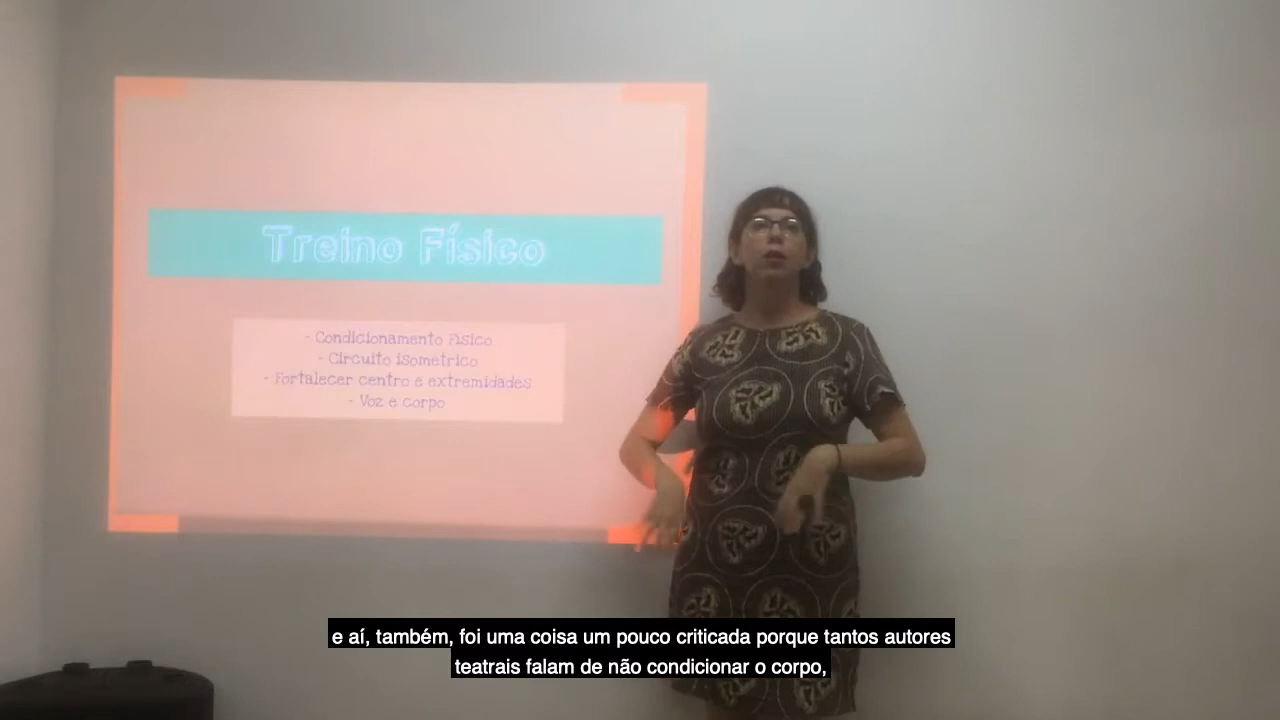 Treino Físico
- Condicionamento Físico
- Circuito isometrico
- Fortalecer centro e extremidades
- Voz e corpo
e aí, também, foi uma coisa um pouco criticada porque tantos autores
teatrais falam de não condicionar o corpo,